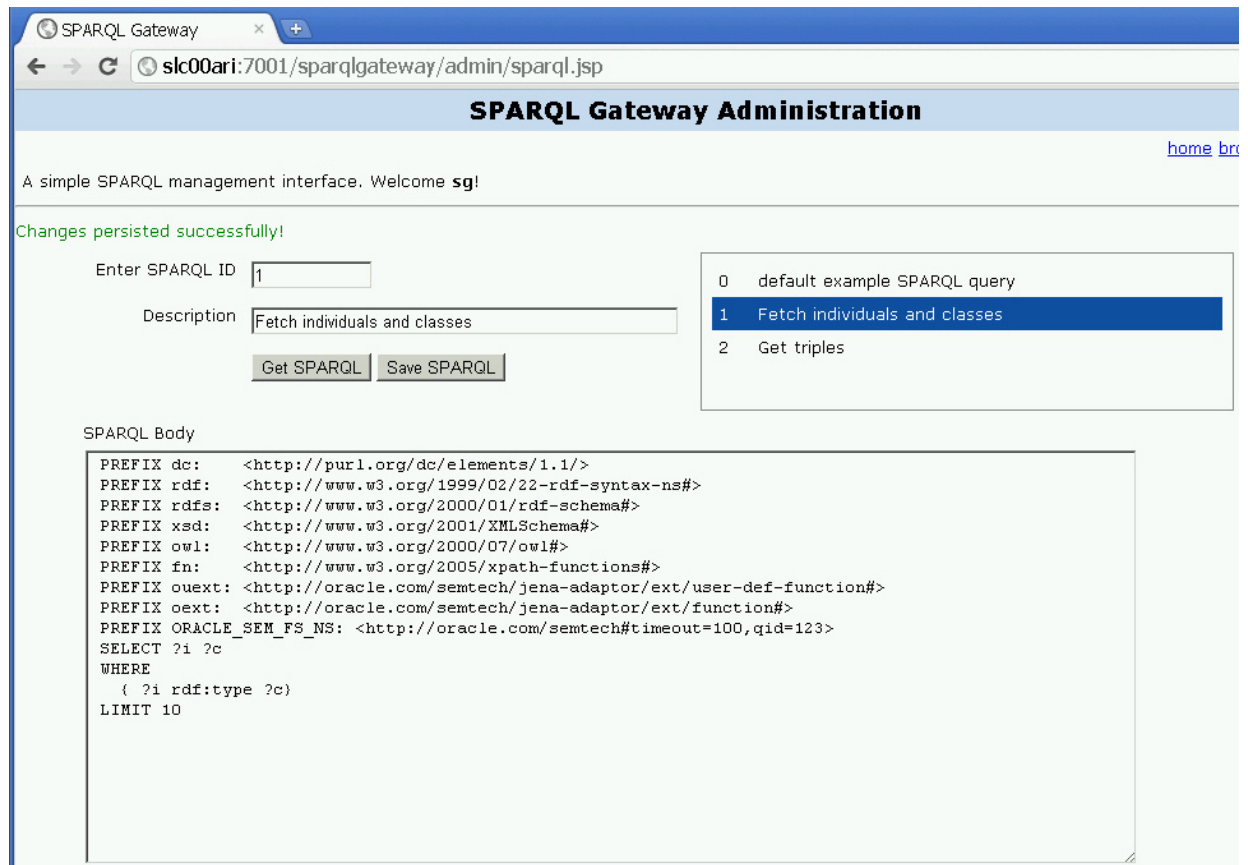 SPARQL Gateway
slc00ari:7001/sparqlgateway/admin/sparql.jsp
SPARQL Gateway Administration
home
A simple SPARQL management interface. Welcome sg!
Changes persisted successfully!
Enter SPARQL ID 1
Description Fetch individuals and classes
Get SPARQL Save SPARQL
0 default example SPARQL query
1 Fetch individuals and classes
2 Get triples
SPARQL Body
PREFIX dc: <http://purl.org/dc/elements/1.1/>
PREFIX rdf: <http://www.w3.org/1999/02/22-rdf-syntax-ns#>
PREFIX rdfs: <http://www.w3.org/2000/01/rdf-schema#>
PREFIX xsd: <http://www.w3.org/2001/XMLSchema#>
PREFIX owl: <http://www.w3.org/2000/07/owl#>
PREFIX fn: <http://www.w3.org/2005/xpath-functions#>
PREFIX ouext: <http://oracle.com/semtech/jena-adaptor/ext/user-def-function#>
PREFIX oext: <http://oracle.com/semtech/jena-adaptor/ext/function#>
PREFIX ORACLE_SEM_FS_NS: <http://oracle.com/semtech#timeout=100,qid=123>
SELECT ?i ?c
WHERE
{ ?i rdf:type ?c}
LIMIT 10